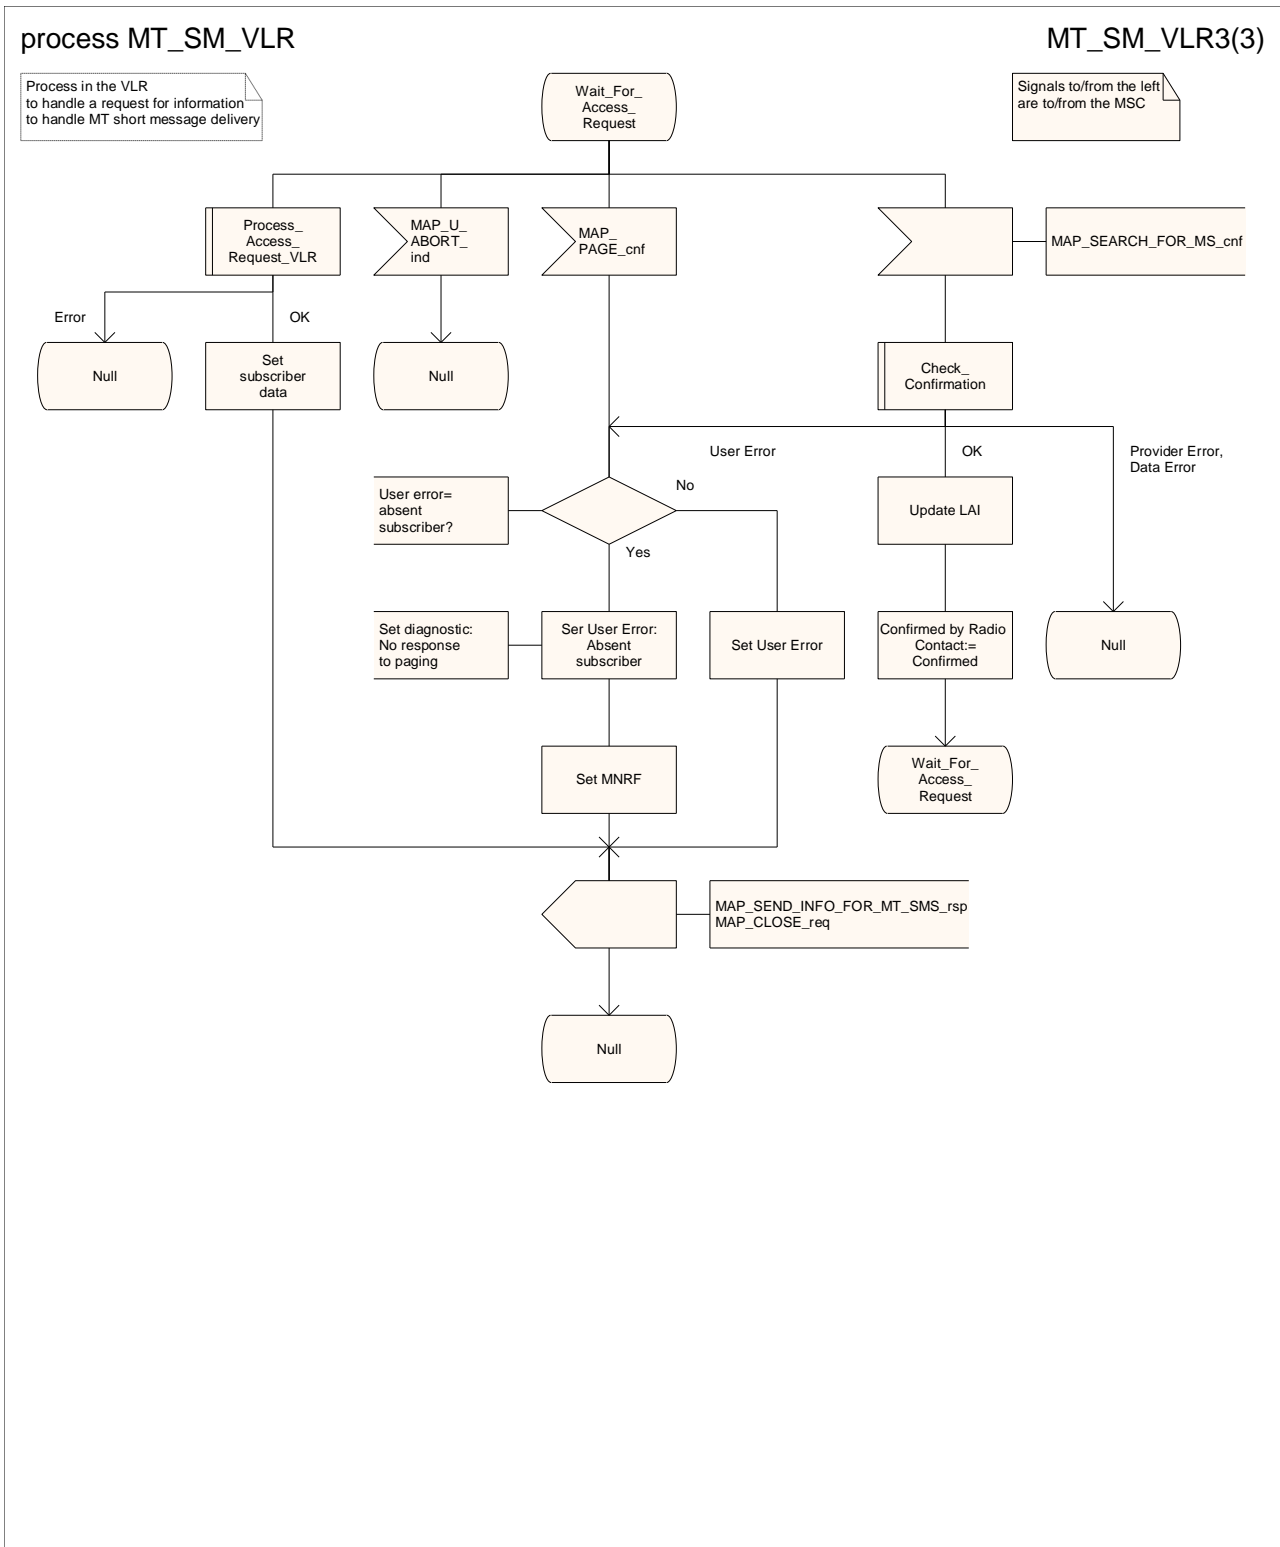 process MT_SM_VLR
MT_SM_VLR3(3)
Process in the VLR
to handle a request for information
to handle MT short message delivery
Wait_For_
Access_
Request
Signals to/from the left
are to/from the MSC
Process_
Access_
Request_VLR
MAP_U_
ABORT_
ind
MAP_
PAGE_cnf
MAP_SEARCH_FOR_MS_cnf
Error
OK
Null
Set
subscriber
data
Null
Check_
Confirmation
User Error
OK
Provider Error,
Data Error
User error=
absent
subscriber?
No
Yes
Update LAI
Set diagnostic:
No response
to paging
Ser User Error:
Absent
subscriber
Set User Error
Confirmed by Radio
Contact:=
Confirmed
Null
Set MNRF
Wait_For_
Access_
Request
MAP_SEND_INFO_FOR_MT_SMS_rsp
MAP_CLOSE_req
Null